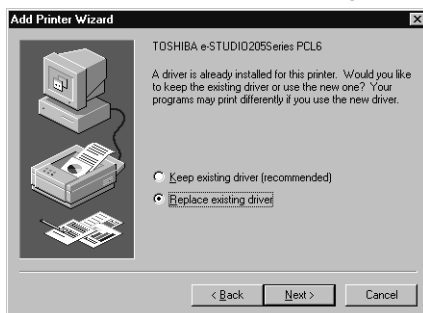 Add Printer Wizard
TOSHIBA e-STUDIO205Series PCL6
A driver is already installed for this printer. Would you like
to keep the existing driver or use the new one? Your
programs may print differently if you use the new driver.
Keep existing driver (recommended)
Replace existing driver
< Back Next > Cancel